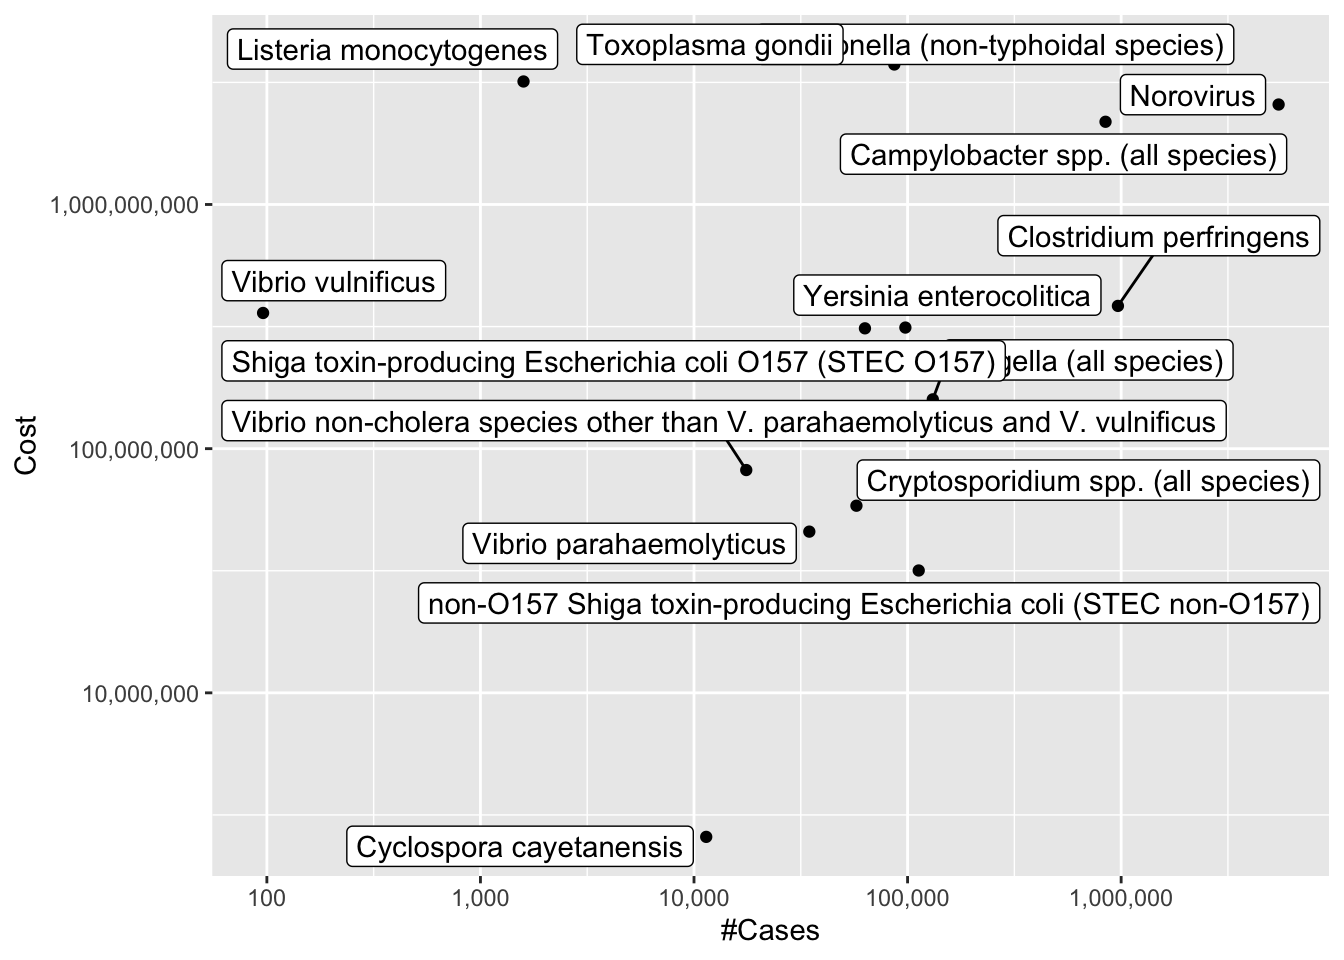 Listeria monocytogenes
Toxoplasma gondii
onella (non-typhoidal species)
Norovirus
Campylobacter spp. (all species)
1,000,000,000
Clostridium perfringens
Vibrio vulnificus
Yersinia enterocolitica
Shiga toxin-producing Escherichia coli O157 (STEC O157)
gella (all species)
Vibrio non-cholera species other than V. parahaemolyticus and V. vulnificus
Cost
100,000,000
Cryptosporidium spp. (all species)
Vibrio parahaemolyticus
non-O157 Shiga toxin-producing Escherichia coli (STEC non-O157)
10,000,000
Cyclospora cayetanensis
100
1,000
10,000
100,000
1,000,000
#Cases